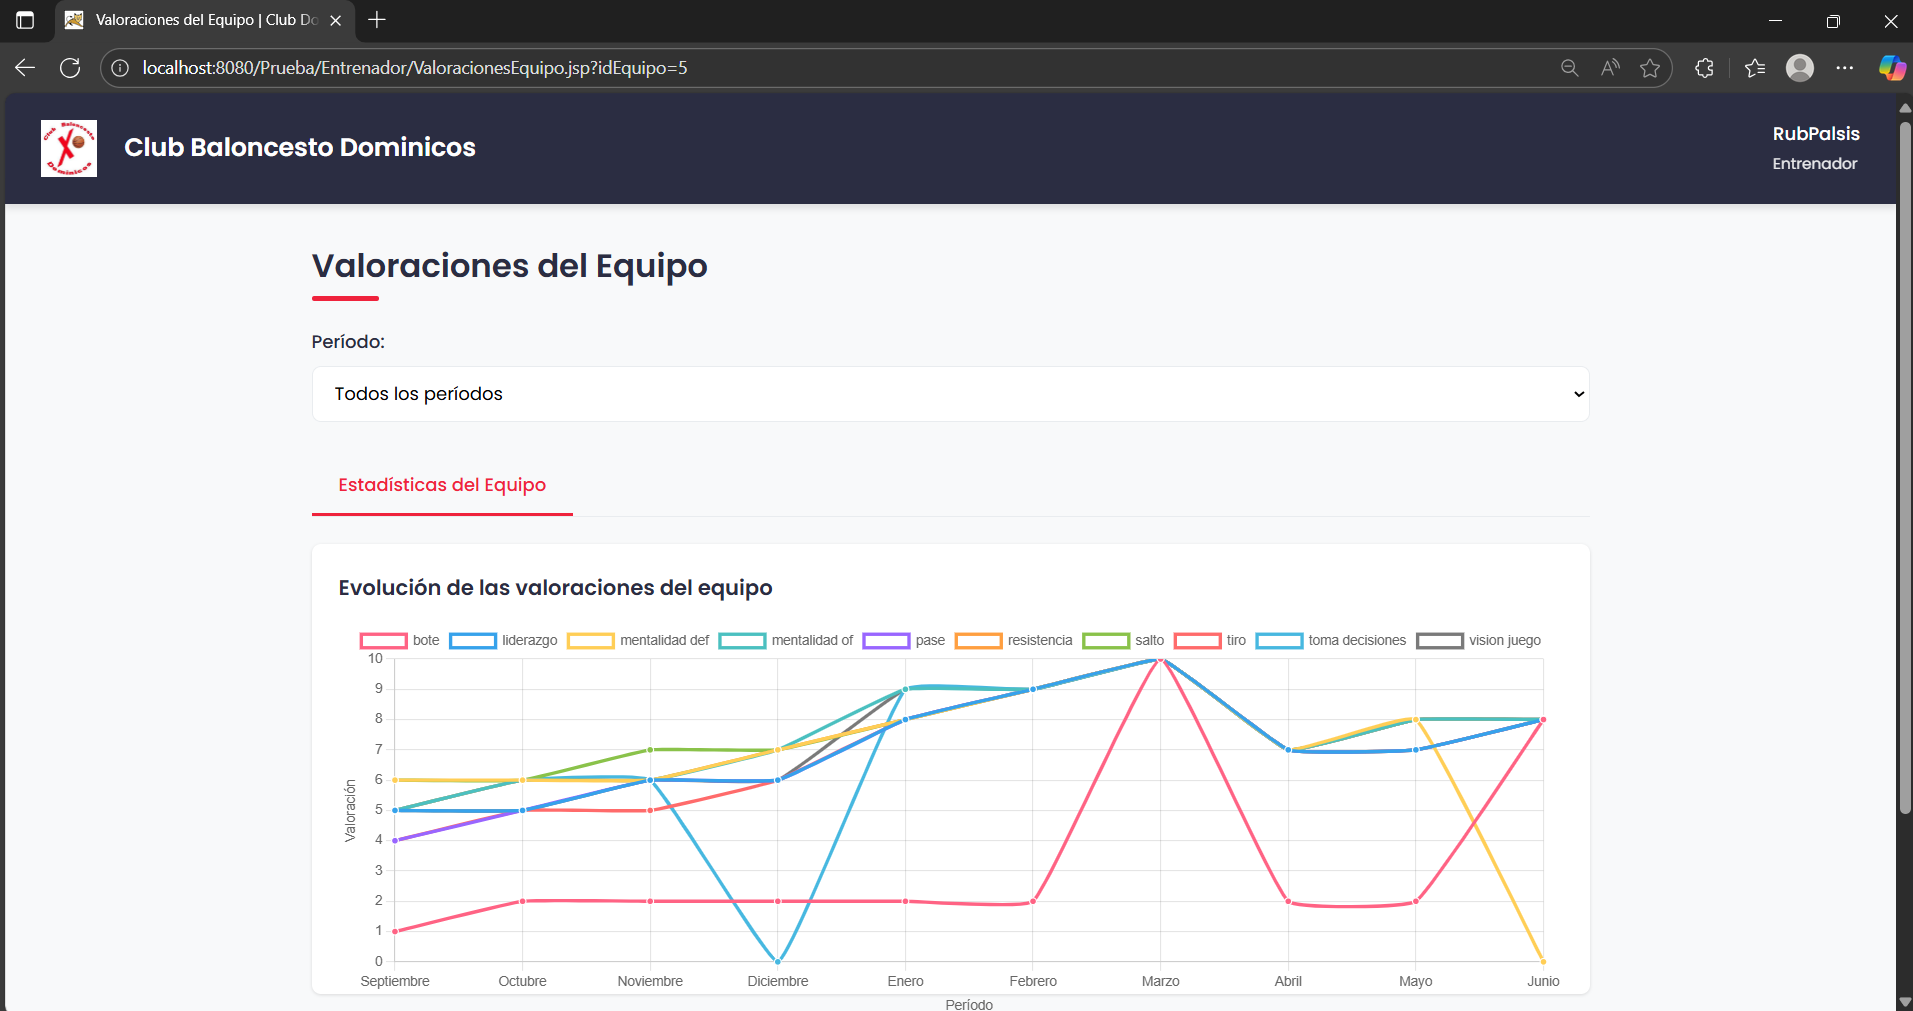 Valoraciones del Equipo | Club Do
localhost:8080/Prueba/Entrenador/ValoracionesEquipo.jsp?idEquipo=5
Club Baloncesto
Dominicos
Club Baloncesto Dominicos
RubPalsis
Entrenador
Valoraciones del Equipo
Período:
Todos los períodos
Estadísticas del Equipo
Evolución de las valoraciones del equipo
bote liderazgo mentalidad def mentalidad of pase resistencia salto tiro toma decisiones vision juego
10
9
8
7
6
5
4
3
2
1
0
Valoración
Septiembre Octubre Noviembre Diciembre Enero Febrero Marzo Abril Mayo Junio
Período